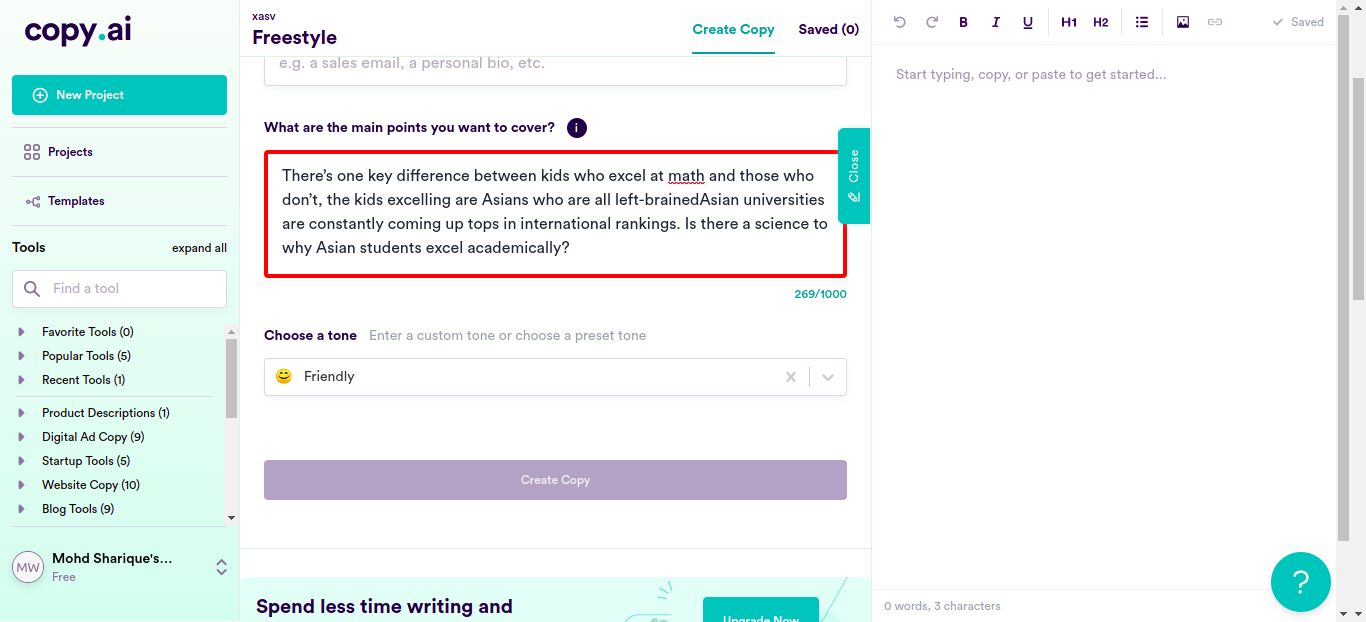 copy.ai
New Project
Projects
Templates
Tools
expand all
Find a tool
Favorite Tools (0)
Popular Tools (5)
Recent Tools (1)
Product Descriptions (1)
Digital Ad Copy (9)
Startup Tools (5)
Website Copy (10)
Blog Tools (9)
MW
Mohd Sharique's...
Free
xasv
Freestyle
Create Copy
Saved (0)
e.g. a sales email, a personal bio, etc.
What are the main points you want to cover?
i
There’s one key difference between kids who excel at math and those who
don’t, the kids excelling are Asians who are all left-brainedAsian universities
are constantly coming up tops in international rankings. Is there a science to
why Asian students excel academically?
269/1000
Choose a tone
Enter a custom tone or choose a preset tone
Friendly
Create Copy
Spend less time writing and
Upgrade Now
Close
B
I
U
H1
H2
Saved
Start typing, copy, or paste to get started...
0 words, 3 characters
?